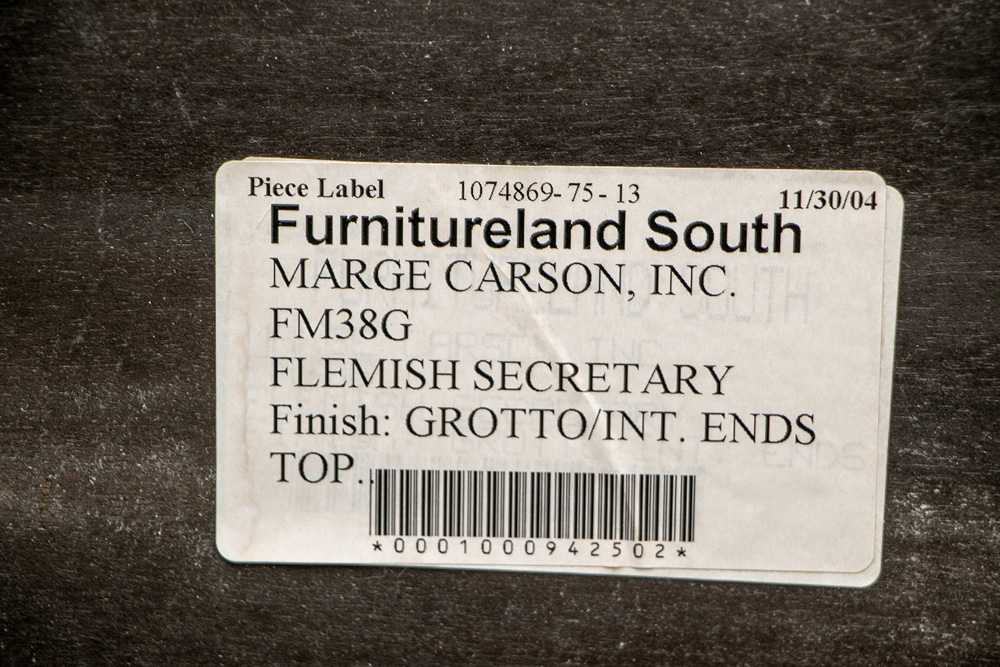 Piece Label 1074869-75-13 11/30/04
Furnitureland South
MARGE CARSON, INC.
FM38G
FLEMISH SECRETARY
Finish: GROTTO/INT. ENDS
TOP..
*0001000942502*